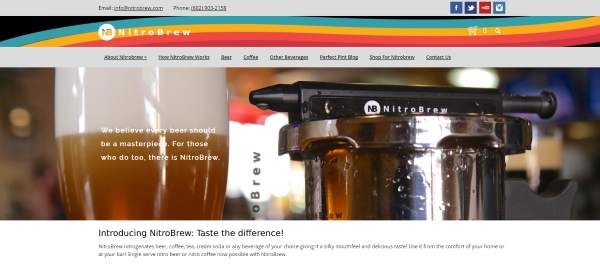 Email: info@nitrobrew.com Phone: (602) 903-2158
You Tube
NB NitroBrew 0
About Nitrobrew How NitroBrew Works Beer Coffee Other Beverages Perfect Pint Blog Shop For Nitrobrew Contact Us
NB NitroBrew
We believe every beer should
be a masterpiece. For those
who do too, there is NitroBrew.
oBrew
Introducing NitroBrew: Taste the difference!
NitroBrew nitrogenates beer, coffee, tea, cream soda or any beverage of your choice giving it a silky mouthfeel and delicious taste! Use it from the comfort of your home or
at your bar! Single serve nitro beer or nitro coffee now possible with NitroBrew.